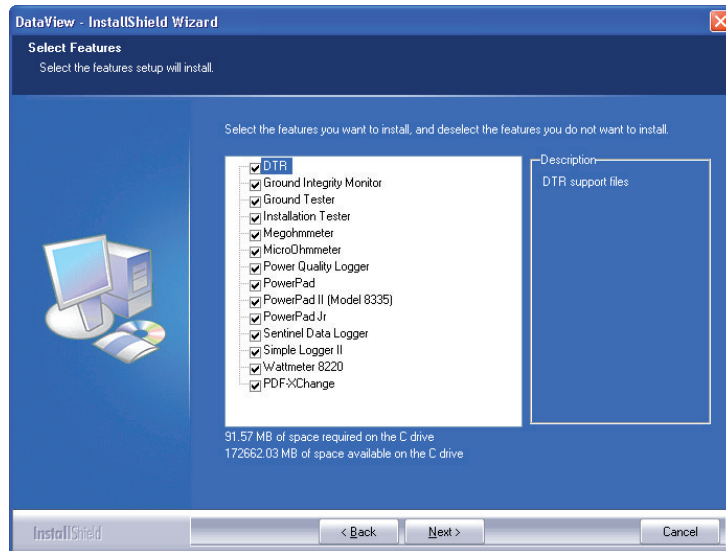 DataView - InstallShield Wizard
Select Features
Select the features setup will install.
Select the features you want to install, and deselect the features you do not want to install.
DTR
Ground Integrity Monitor
Ground Tester
Installation Tester
Megohmmeter
MicroOhmmeter
Power Quality Logger
PowerPad
PowerPad II (Model 8335)
PowerPad Jr
Sentinel Data Logger
Simple Logger II
Wattmeter 8220
PDF-XChange
Description
DTR support files
91.57 MB of space required on the C drive
172662.03 MB of space available on the C drive
InstallShield
< Back
Next >
Cancel